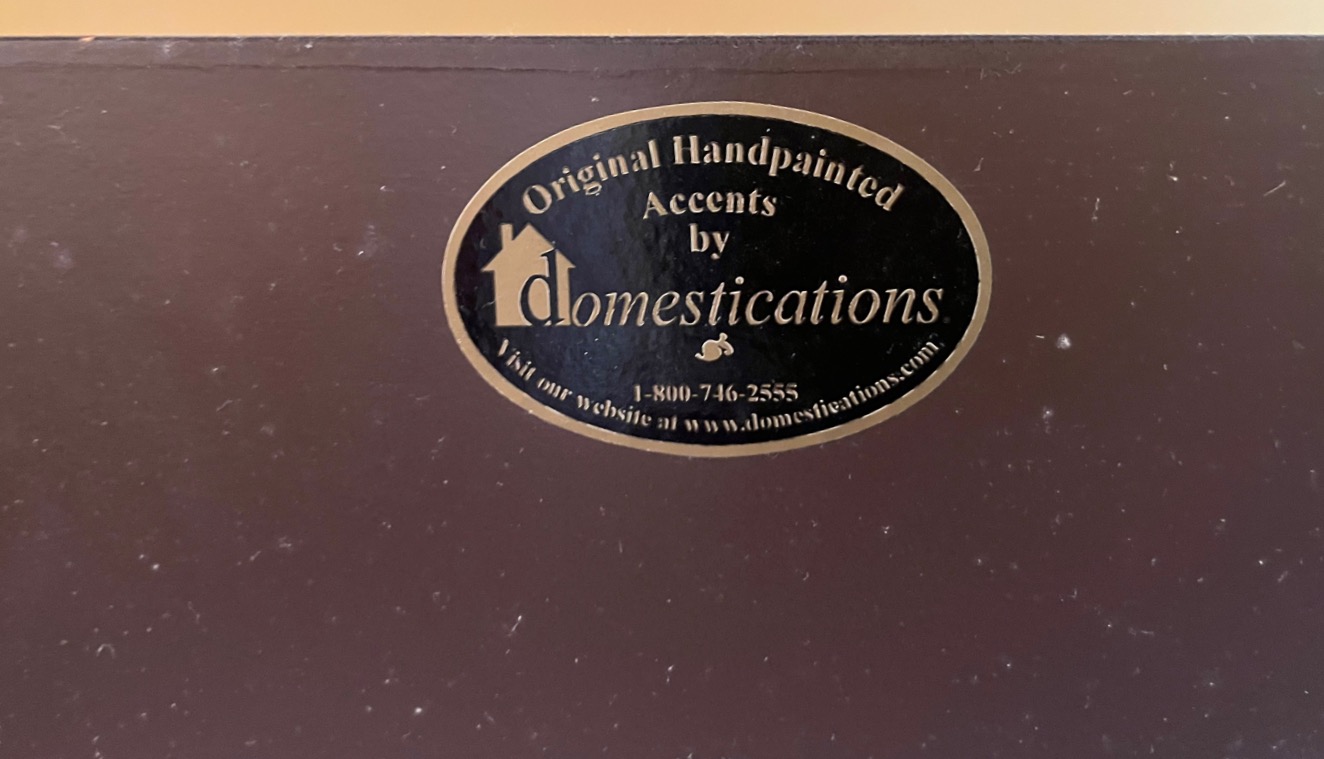 Original Handpainted
Accents
by
domestications
1-800-746-2555
Visit our website at www.domestications.com